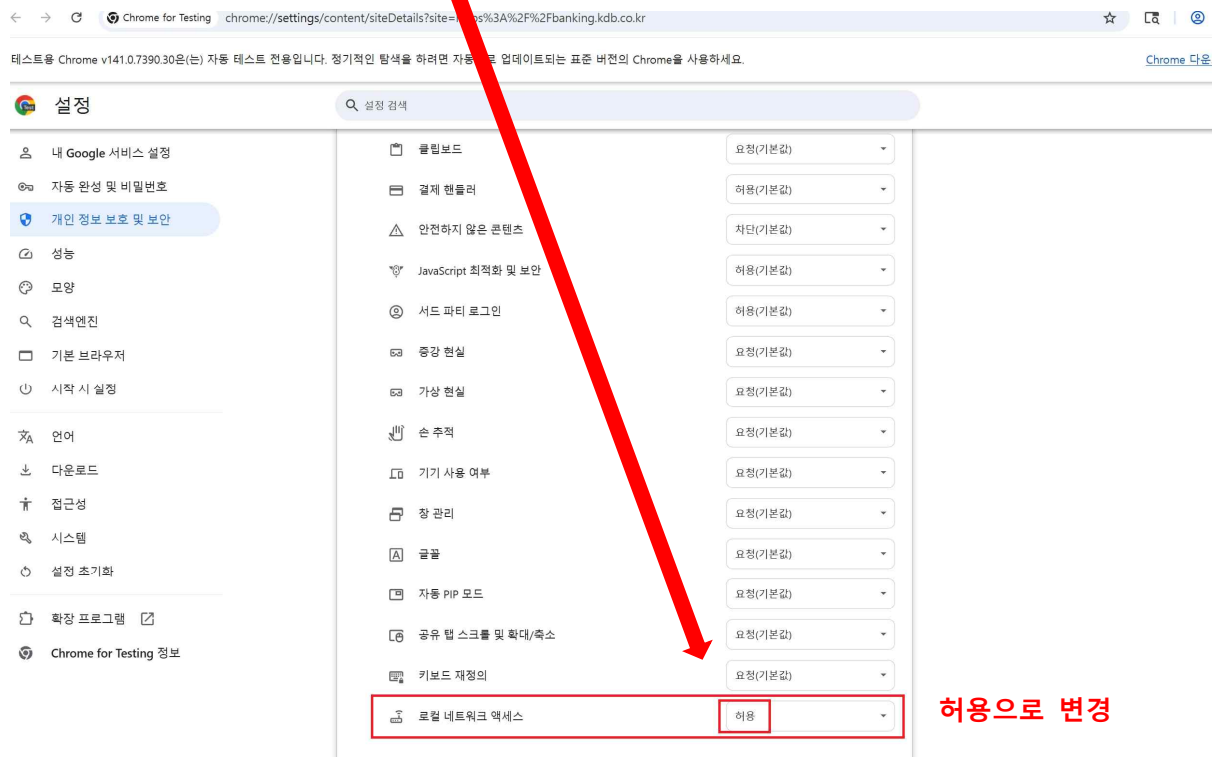 Chrome for Testing chrome://settings/content/siteDetails?site= s%3A%2F%2Fbanking.kdb.co.kr
테스트용 Chrome v141.0.7390.30은(는) 자동 테스트 전용입니다. 정기적인 탐색을 하려면 자동 로 업데이트되는 표준 버전의 Chrome을 사용하세요. Chrome 다운
설정 설정 검색
내 Google 서비스 설정
자동 완성 및 비밀번호
개인 정보 보호 및 보안
성능
모양
검색엔진
기본 브라우저
시작 시 설정
언어
다운로드
접근성
시스템
설정 초기화
확장 프로그램
Chrome for Testing 정보
클립보드 요청(기본값)
결제 핸들러 허용(기본값)
안전하지 않은 콘텐츠 차단(기본값)
JavaScript 최적화 및 보안 허용(기본값)
서드 파티 로그인 허용(기본값)
증강 현실 요청(기본값)
가상 현실 요청(기본값)
손 추적 요청(기본값)
기기 사용 여부 요청(기본값)
창 관리 요청(기본값)
글꼴 요청(기본값)
자동 PIP 모드 요청(기본값)
공유 탭 스크롤 및 확대/축소 요청(기본값)
키보드 재정의 요청(기본값)
로컬 네트워크 액세스 허용
허용으로 변경